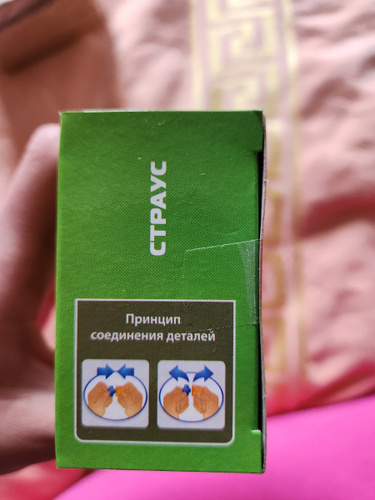 СТРАУС
Принцип
соединения деталей